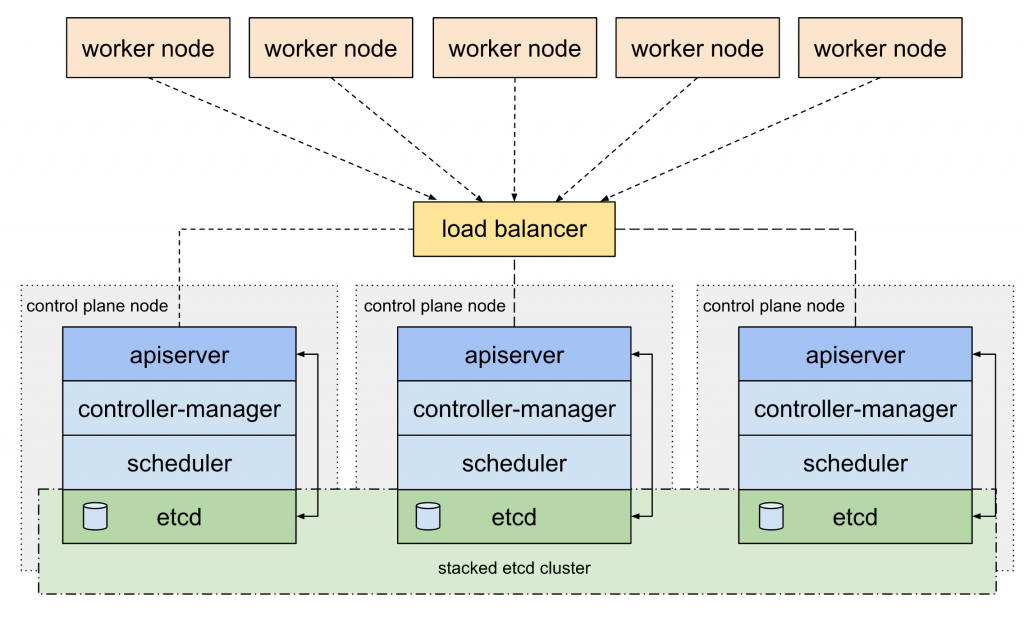 worker node
worker node
worker node
worker node
worker node
load balancer
control plane node
apiserver
controller-manager
scheduler
etcd
control plane node
apiserver
controller-manager
scheduler
etcd
control plane node
apiserver
controller-manager
scheduler
etcd
stacked etcd cluster